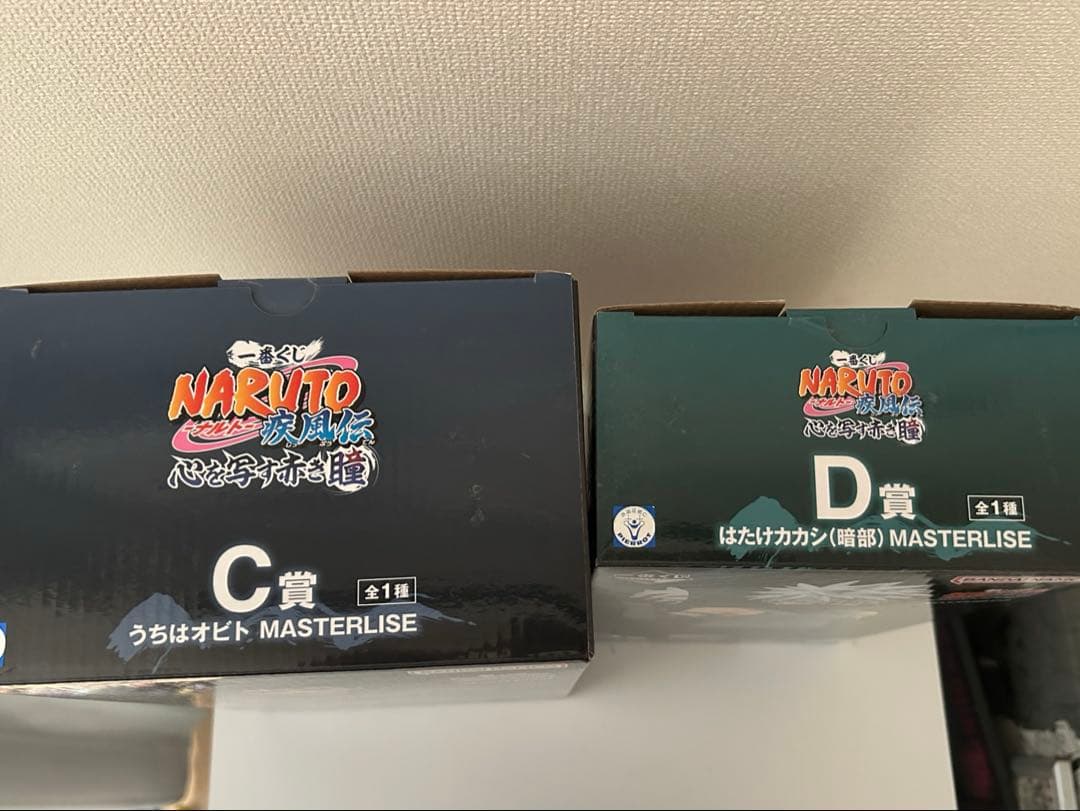 一番くじ
NARUTO
-ナルト-
疾風伝
心を写す赤き瞳
C賞
全1種
うちはオビト MASTERLISE
一番くじ
NARUTO
-ナルト-
疾風伝
心を写す赤き瞳
D賞
全1種
はたけカカシ（暗部） MASTERLISE
PIERROT
BANDAI NAMCO